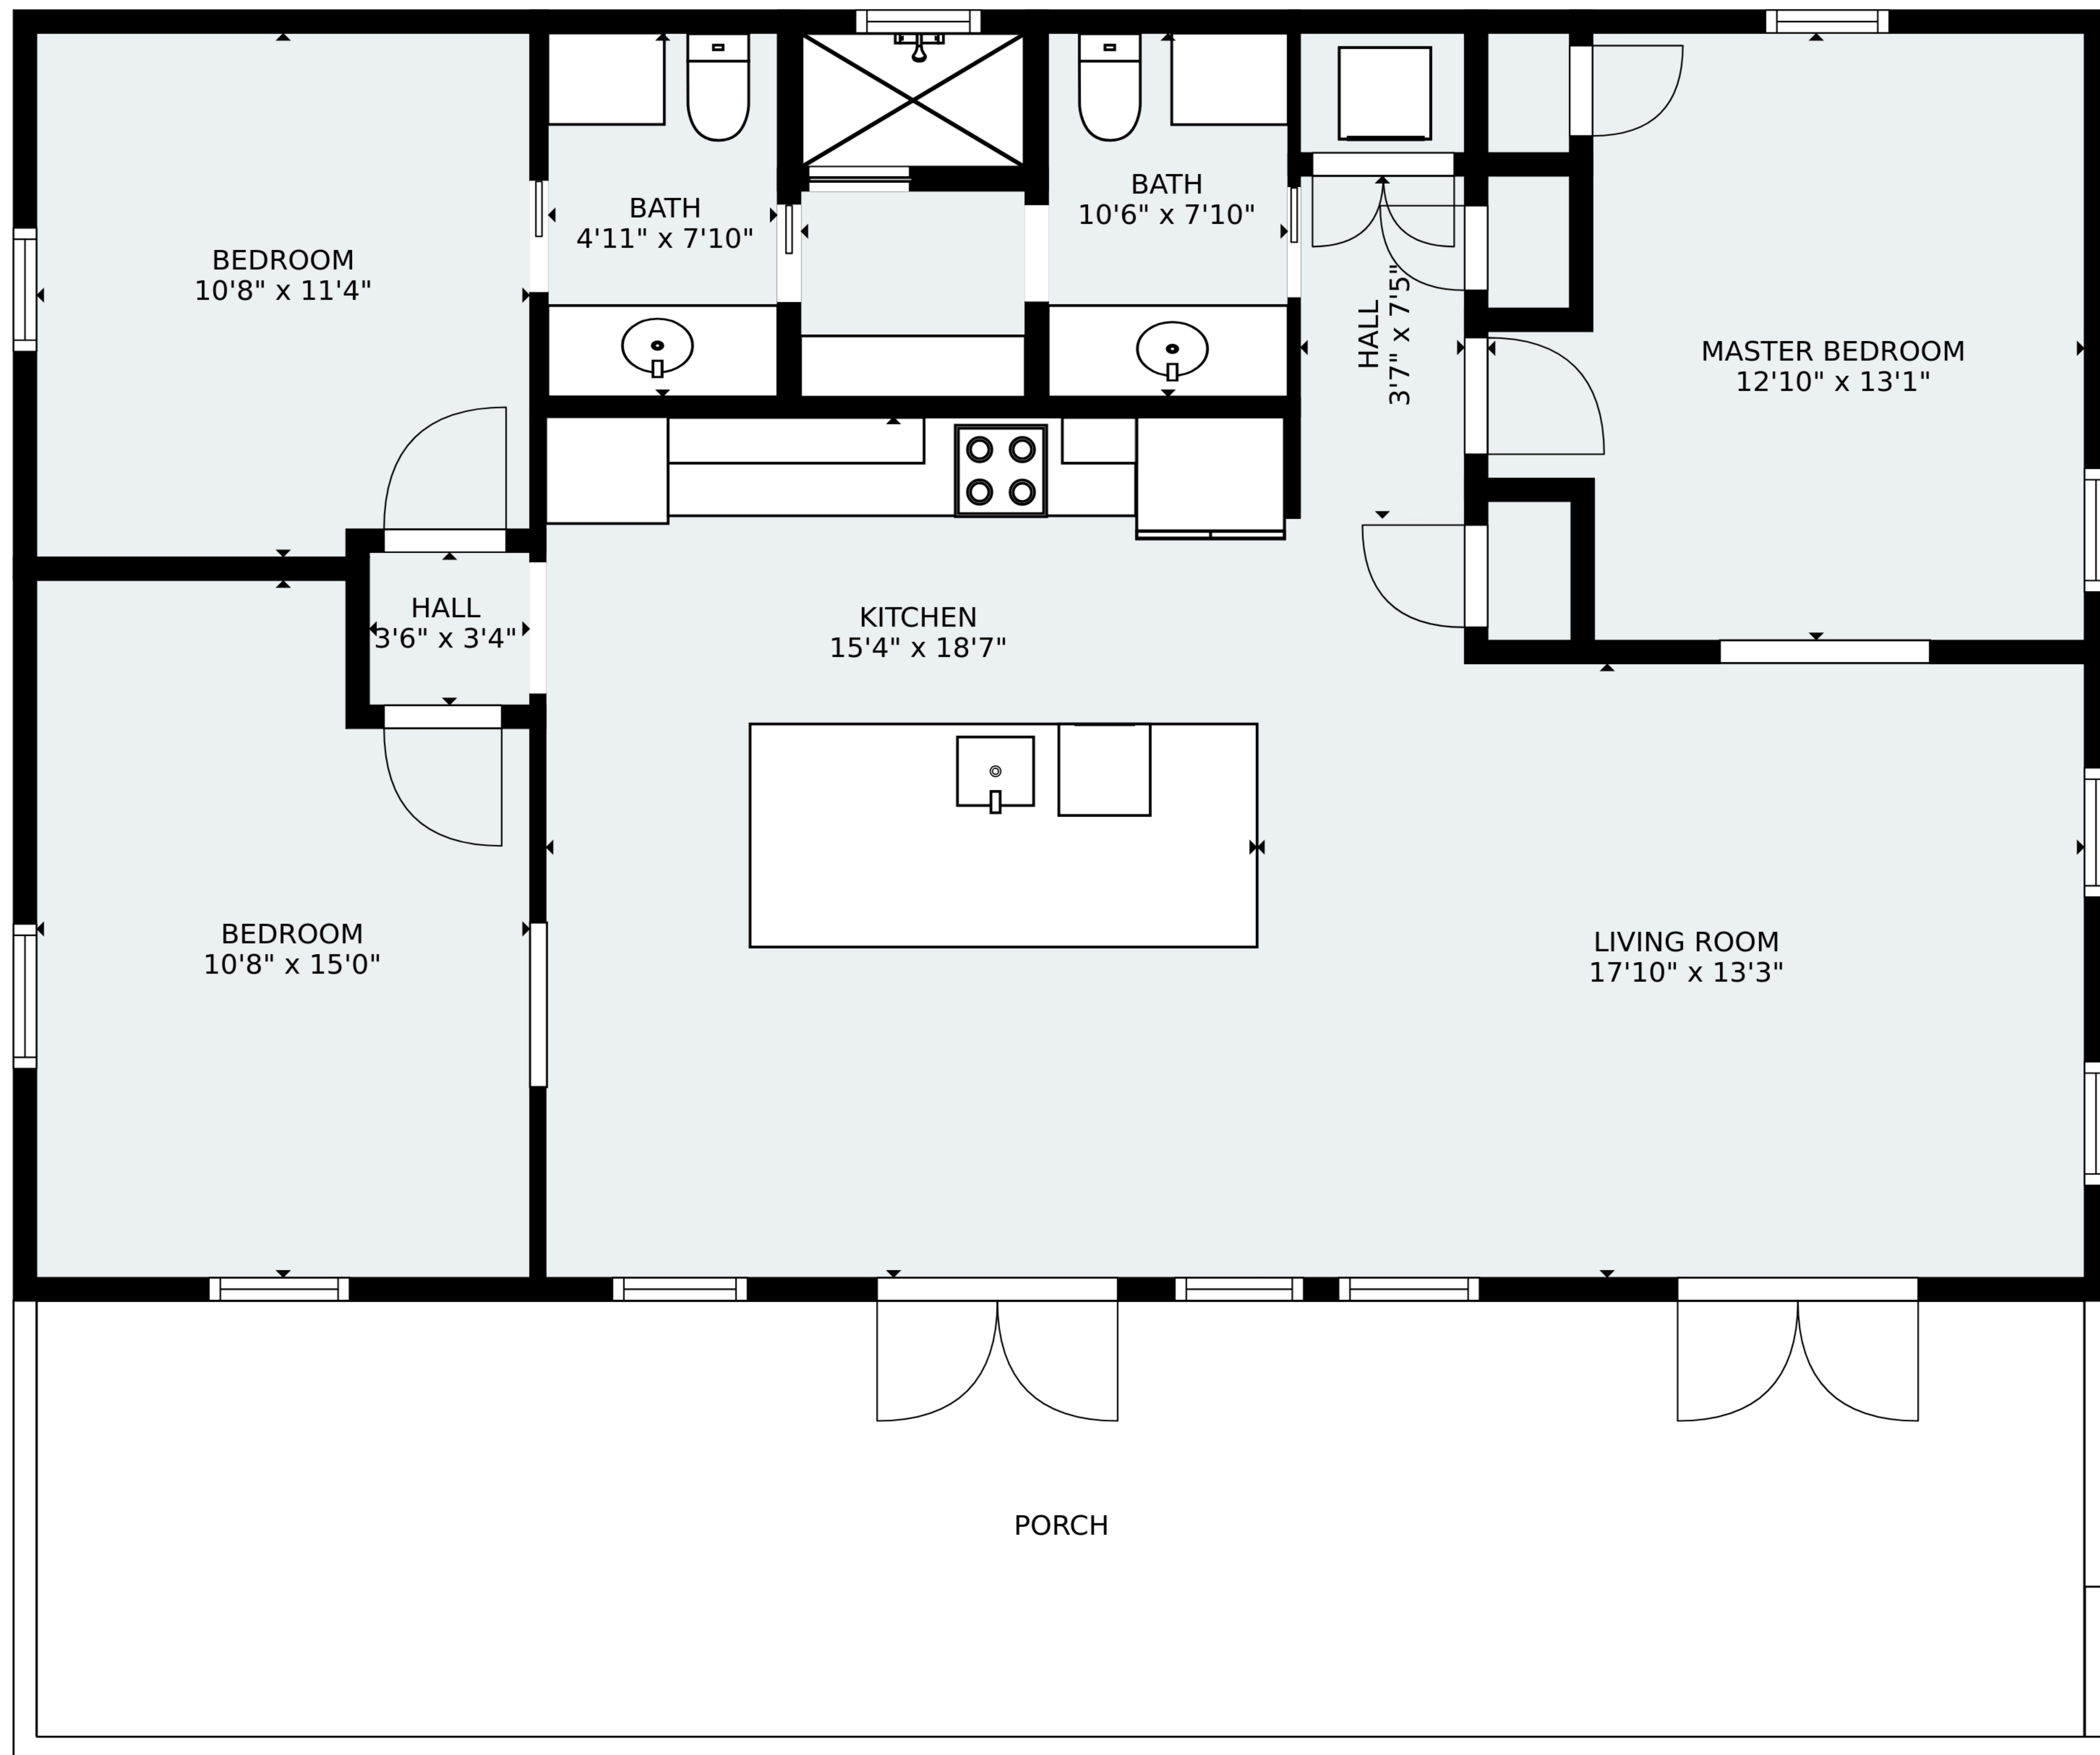 BATH
10'6" x 7'10"
BATH
4'11" x 7'10"
BEDROOM
10'8" x 11'4"
HALL
3'7" x 7'5"
MASTER BEDROOM
12'10" x 13'1"
HALL
3'6" x 3'4"
KITCHEN
15'4" x 18'7"
BEDROOM
10'8" x 15'0"
LIVING ROOM
17'10" x 13'3"
PORCH